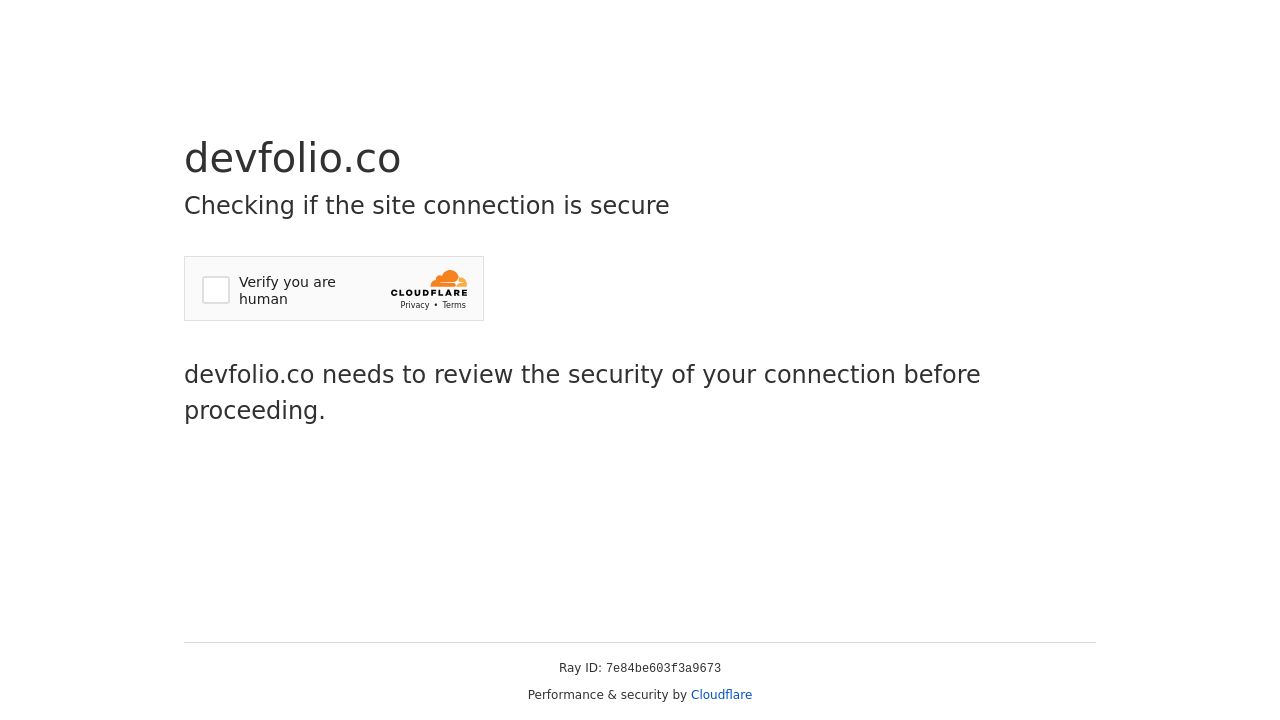 devfolio.co
Checking if the site connection is secure
Verify you are
human
CLOUDFLARE
Privacy • Terms
devfolio.co needs to review the security of your connection before
proceeding.
Ray ID: 7e84be603f3a9673
Performance & security by Cloudflare